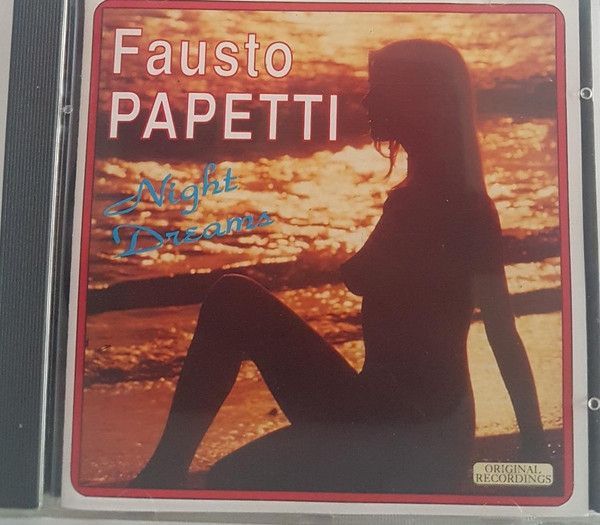 Fausto
PAPETTI
Night
Dreams
ORIGINAL
RECORDINGS